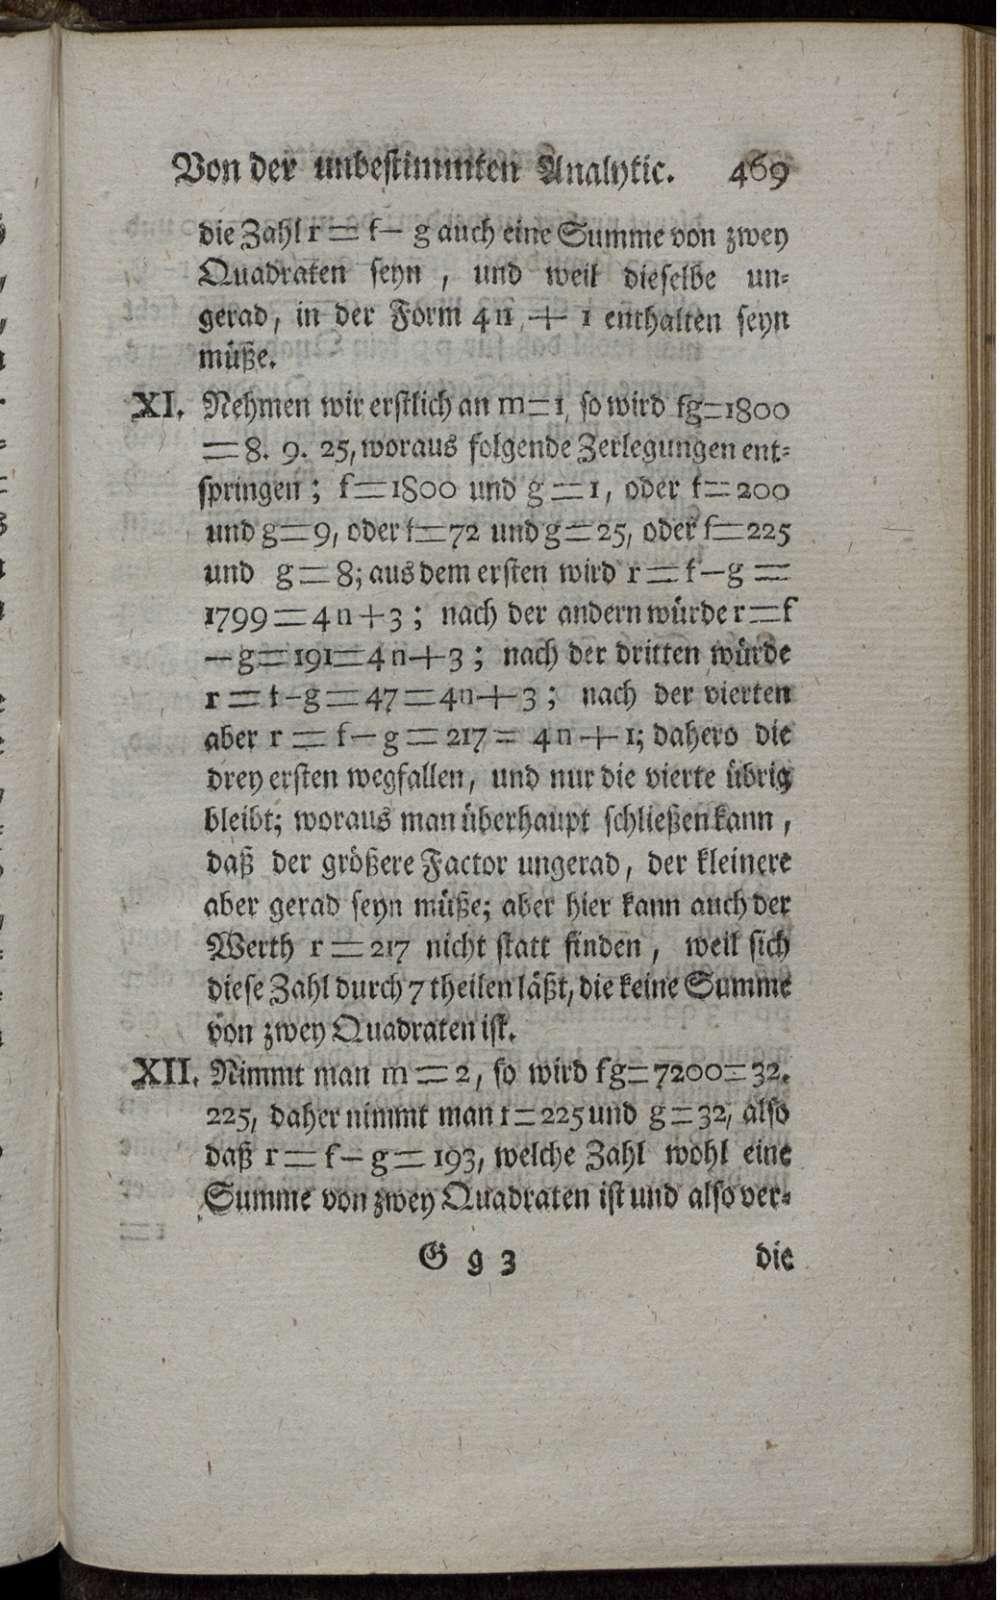 Von der unbestimmten Analytic. 469
die Zahl r = f − g auch eine Summe von zwey
Quadraten seyn , und weil dieselbe un-
gerad, in der Form 4n + 1 enthalten seyn
müße.
XI. Nehmen wir erstlich an m=1, so wird fg=1800
=8. 9. 25, woraus folgende Zerlegungen ent-
springen; f=1800 und g=1, oder f=200
und g=9, oder f=72 und g=25, oder f=225
und g=8; aus dem ersten wird r=f−g=
1799=4n+3; nach der andern würde r=f
−g=191=4n+3; nach der dritten würde
r=f−g=47=4n+3; nach der vierten
aber r=f−g=217=4n+1; dahero die
drey ersten wegfallen, und nur die vierte übrig
bleibt; woraus man überhaupt schließen kann ,
daß der größere Factor ungerad, der kleinere
aber gerad seyn müße; aber hier kann auch der
Werth r=217 nicht statt finden, weil sich
diese Zahl durch 7 theilen läßt, die keine Summe
von zwey Quadraten ist.
XII. Nimmt man m=2, so wird fg=7200=32.
225, daher nimmt man f=225 und g=32, also
daß r=f−g=193, welche Zahl wohl eine
Summe von zwey Quadraten ist und also ver-
G g 3 die